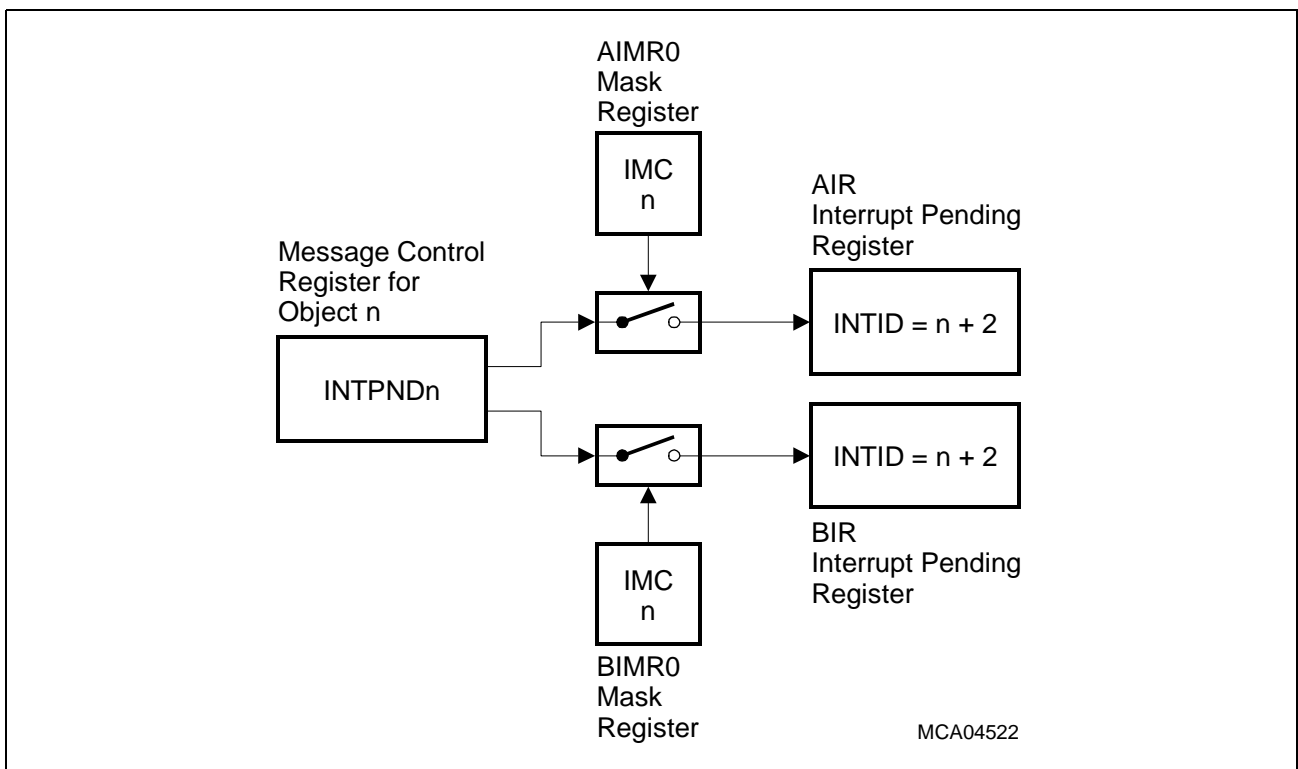 AIMR0
Mask
Register
IMC
n
AIR
Interrupt Pending
Register
Message Control
Register for
Object n
INTID = n + 2
INTPNDn
INTID = n + 2
BIR
Interrupt Pending
Register
IMC
n
BIMR0
Mask
Register
MCA04522